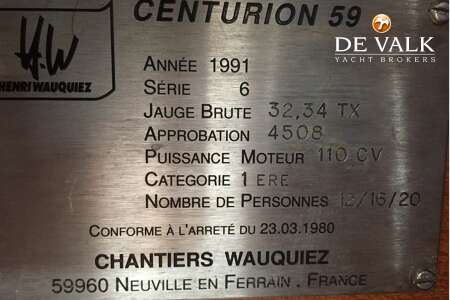 CENTURION 59
DE VALK
YACHT BROKERS
H.W
HENRI WAUQUIEZ
ANNÉE 1991
SÉRIE 6
JAUGE BRUTE 32,34 TX
APPROBATION 4508
PUISSANCE MOTEUR 110 CV
CATEGORIE 1 ERE
NOMBRE DE PERSONNES 13/16/20
CONFORME À L'ARRETÉ DU 23.03.1980
CHANTIERS WAUQUIEZ
59960 NEUVILLE EN FERRAIN . FRANCE